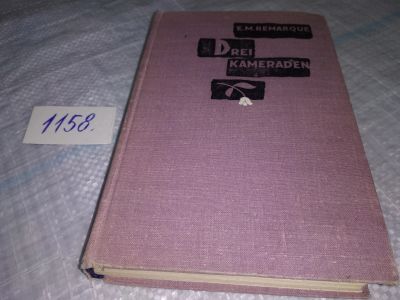 E.M. REMARQUE
DREI
KAMERADEN
1158.